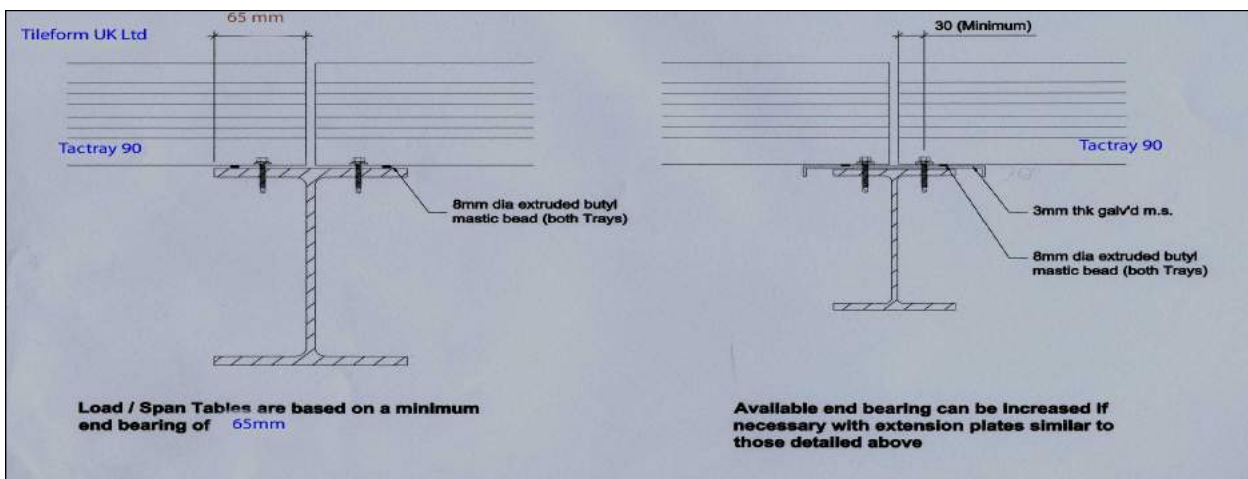 65 mm
Tileform UK Ltd
30 (Minimum)
Tactray 90
Tactray 90
8mm dia extruded butyl
mastic bead (both Trays)
3mm thk galv'd m.s.
8mm dia extruded butyl
mastic bead (both Trays)
Load / Span Tables are based on a minimum
end bearing of 65mm
Available end bearing can be increased if
necessary with extension plates similar to
those detailed above